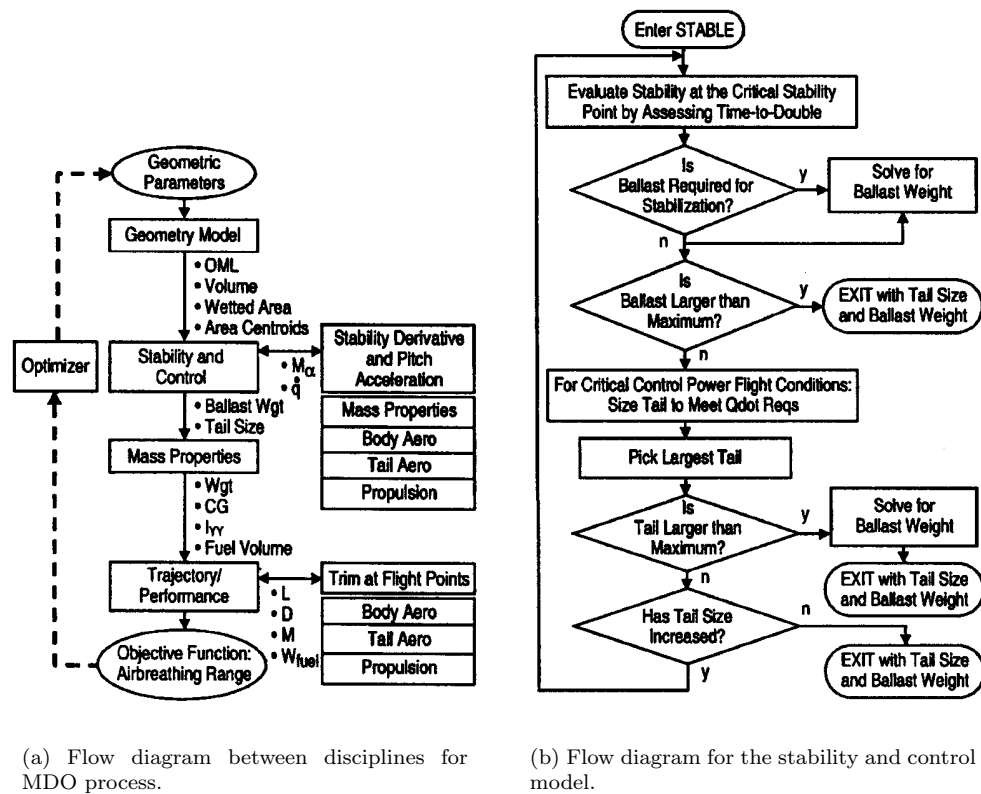 Geometric
Parameters
Geometry Model
• OML
• Volume
• Wetted Area
• Area Centroids
Optimizer
Stability and
Control
• Mα
• q̇
Stability Derivative
and Pitch
Acceleration
Mass Properties
Body Aero
Tail Aero
Propulsion
• Ballast Wgt
• Tail Size
Mass Properties
• Wgt
• CG
• IYY
• Fuel Volume
Trajectory/
Performance
• L
• D
• M
• Wfuel
Trim at Flight Points
Body Aero
Tail Aero
Propulsion
Objective Function:
Airbreathing Range
(a) Flow diagram between disciplines for
MDO process.
Enter STABLE
Evaluate Stability at the Critical Stability
Point by Assessing Time-to-Double
Is
Ballast Required for
Stabilization?
y
Solve for
Ballast Weight
n
Is
Ballast Larger than
Maximum?
y
EXIT with Tail Size
and Ballast Weight
n
For Critical Control Power Flight Conditions:
Size Tail to Meet Qdot Reqs
Pick Largest Tail
Is
Tail Larger than
Maximum?
y
Solve for
Ballast Weight
EXIT with Tail Size
and Ballast Weight
n
Has Tail Size
Increased?
n
EXIT with Tail Size
and Ballast Weight
y
(b) Flow diagram for the stability and control
model.